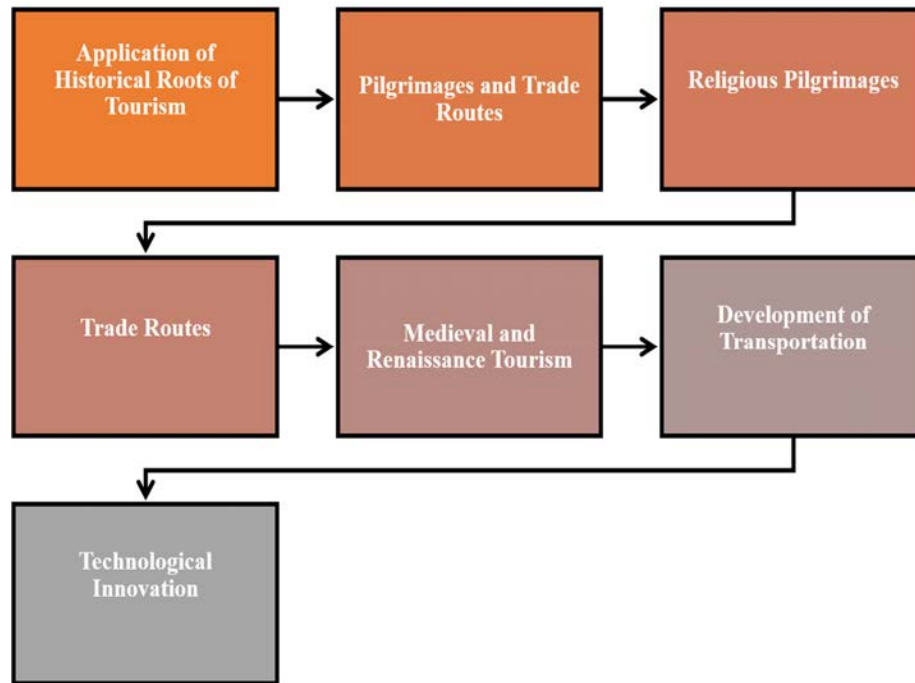 Application of
Historical Roots of
Tourism
Pilgrimages and Trade
Routes
Religious Pilgrimages
Trade Routes
Medieval and
Renaissance Tourism
Development of
Transportation
Technological
Innovation